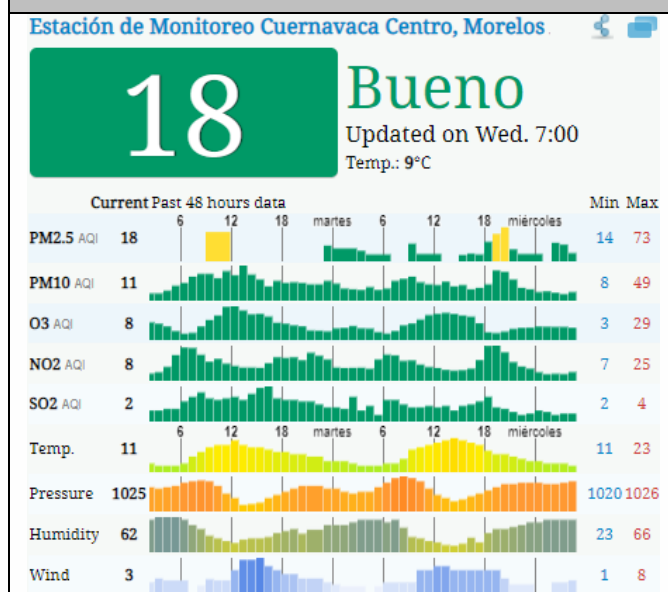 Estación de Monitoreo Cuernavaca Centro, Morelos.
18
Bueno
Updated on Wed. 7:00
Temp.: 9°C
Current Past 48 hours data Min Max
6 12 18 martes 6 12 18 miércoles
PM2.5 AQI 18 14 73
PM10 AQI 11 8 49
O3 AQI 8 3 29
NO2 AQI 8 7 25
SO2 AQI 2 2 4
6 12 18 martes 6 12 18 miércoles
Temp. 11 11 23
Pressure 1025 1020 1026
Humidity 62 23 66
Wind 3 1 8